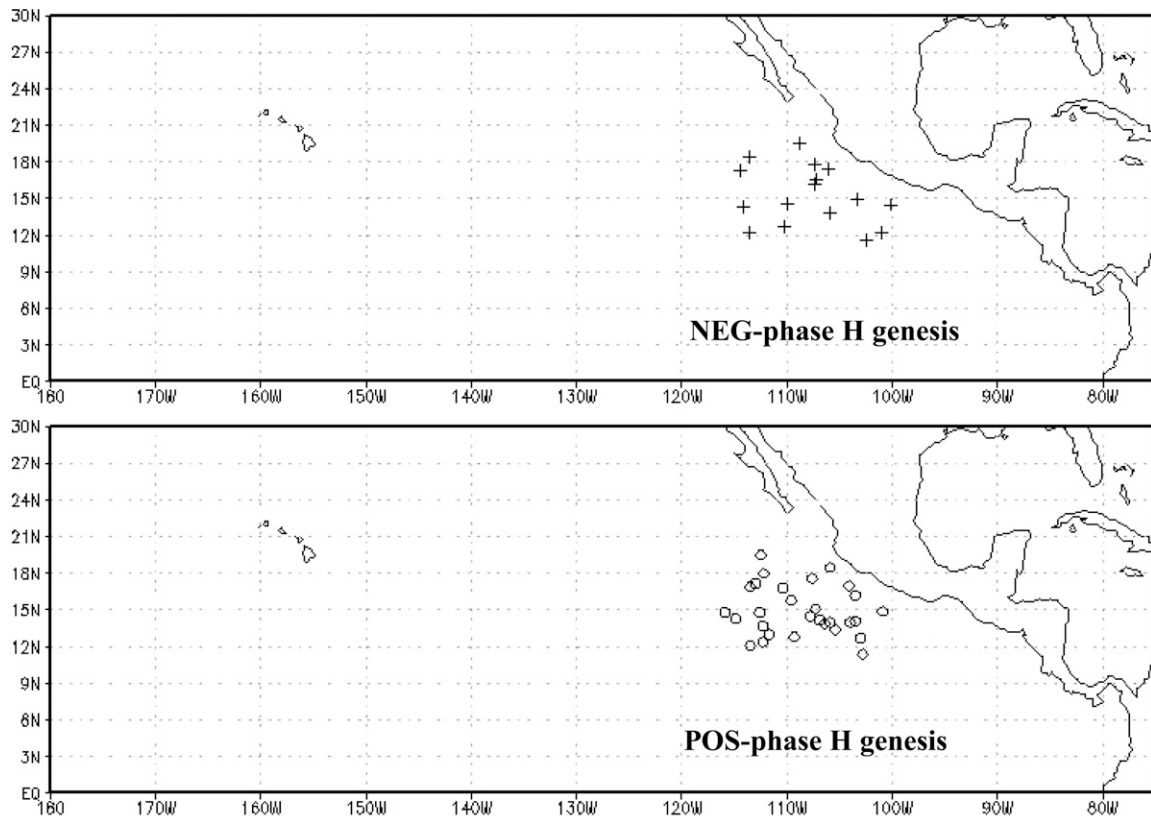 30N
27N
24N
21N
18N
15N
12N
9N
6N
3N
EQ
NEG-phase H genesis
160 170W 160W 150W 140W 130W 120W 110W 100W 90W 80W
30N
27N
24N
21N
18N
15N
12N
9N
6N
3N
EQ
POS-phase H genesis
160 170W 160W 150W 140W 130W 120W 110W 100W 90W 80W